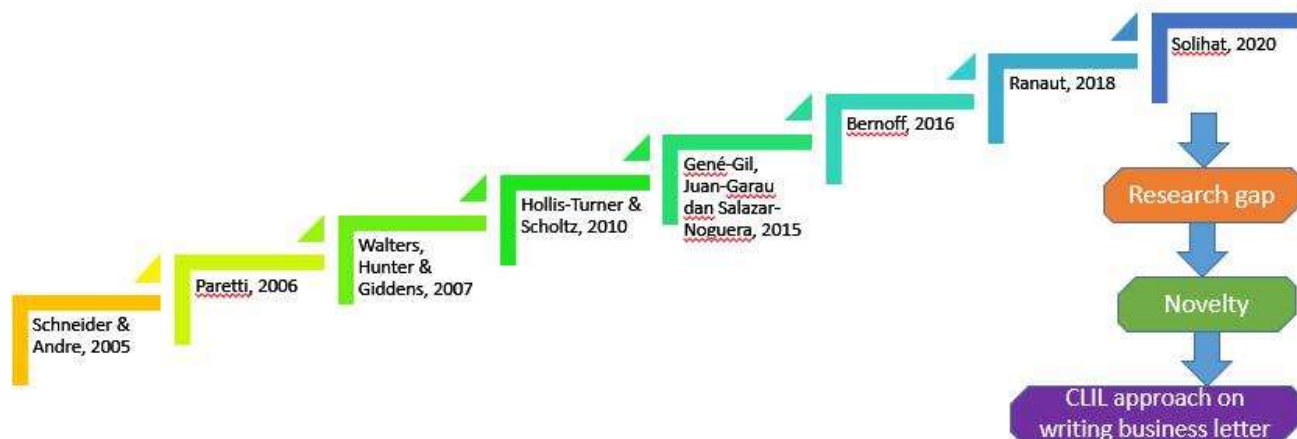 Schneider &
Andre, 2005
Paretti, 2006
Walters,
Hunter &
Giddens, 2007
Hollis-Turner &
Scholtz, 2010
Gené-Gil,
Juan-Garau
dan Salazar-
Noguera, 2015
Bernoff, 2016
Ranaut, 2018
Solihat, 2020
Research gap
Novelty
CLIL approach on
writing business letter